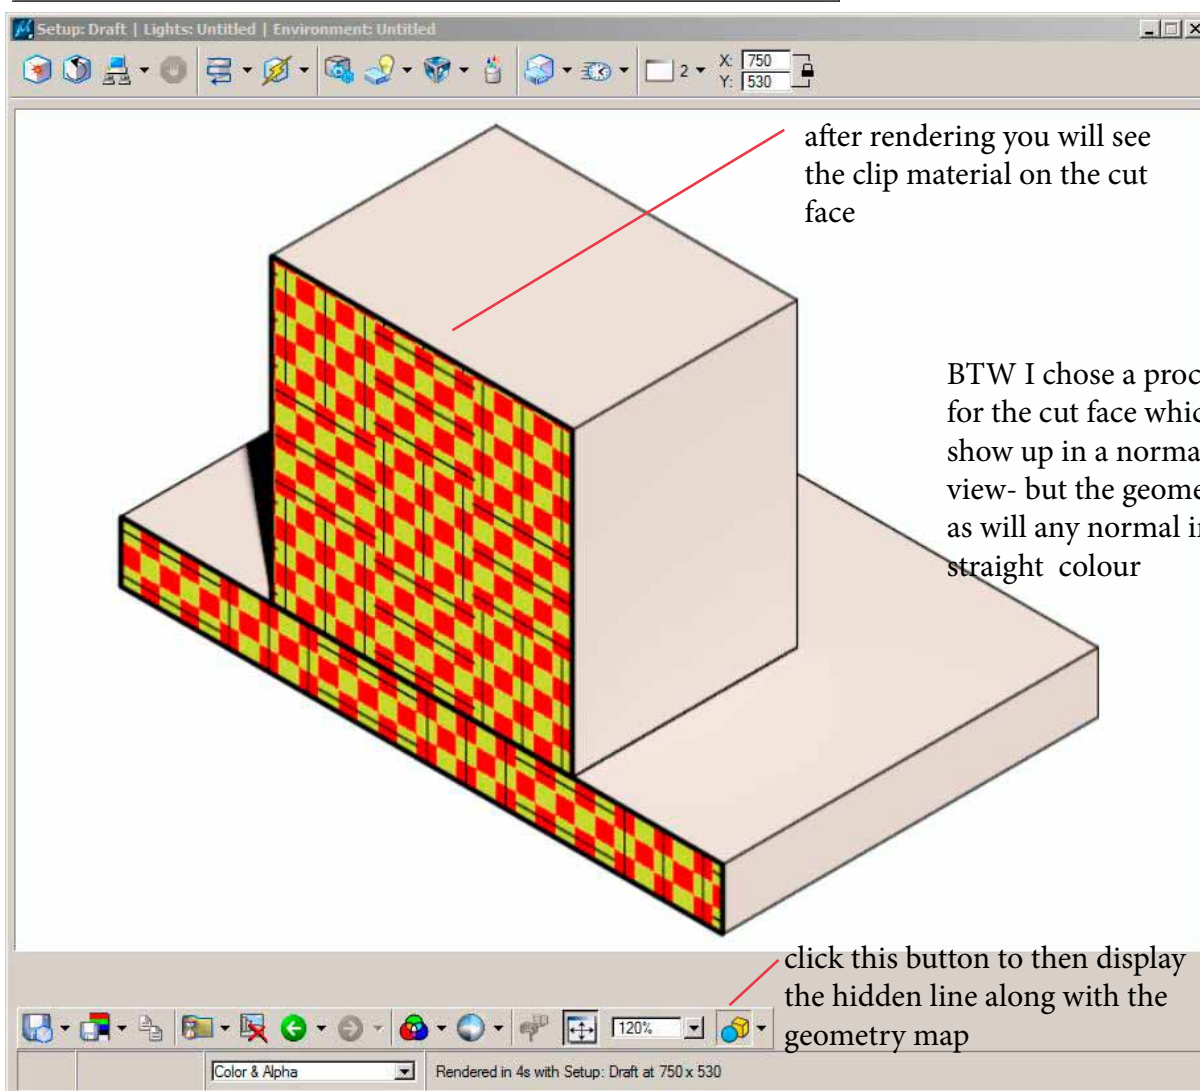 Setup: Draft | Lights: Untitled | Environment: Untitled
2
X: 750
Y: 530
after rendering you will see
the clip material on the cut
face
BTW I chose a proc
for the cut face whic
show up in a norma
view- but the geome
as will any normal i
straight colour
click this button to then display
the hidden line along with the
geometry map
120%
Color & Alpha
Rendered in 4s with Setup: Draft at 750 x 530